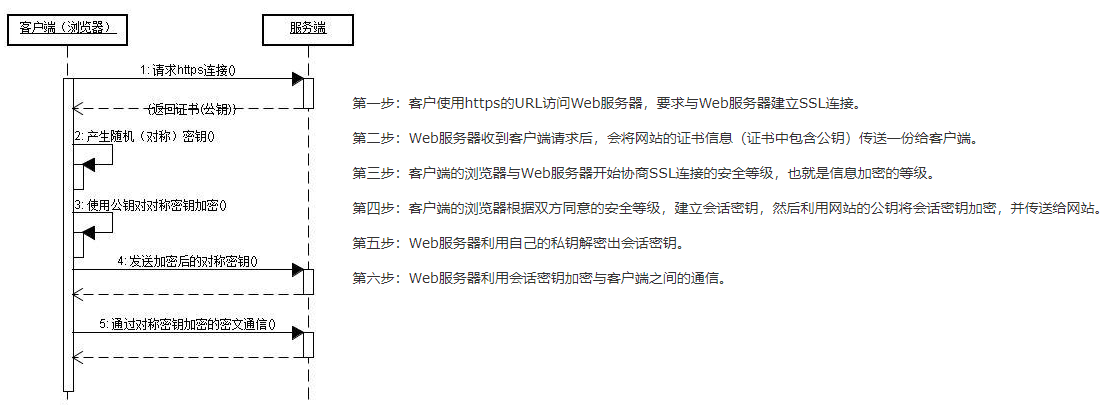 客户端（浏览器）
服务端
1: 请求https连接()
(返回证书(公钥))
2: 产生随机（对称）密钥()
3: 使用公钥对对称密钥加密()
4: 发送加密后的对称密钥()
5: 通过对称密钥加密的密文通信()
第一步：客户使用https的URL访问Web服务器，要求与Web服务器建立SSL连接。
第二步：Web服务器收到客户端请求后，会将网站的证书信息（证书中包含公钥）传送一份给客户端。
第三步：客户端的浏览器与Web服务器开始协商SSL连接的安全等级，也就是信息加密的等级。
第四步：客户端的浏览器根据双方同意的安全等级，建立会话密钥，然后利用网站的公钥将会话密钥加密，并传送给网站。
第五步：Web服务器利用自己的私钥解密出会话密钥。
第六步：Web服务器利用会话密钥加密与客户端之间的通信。